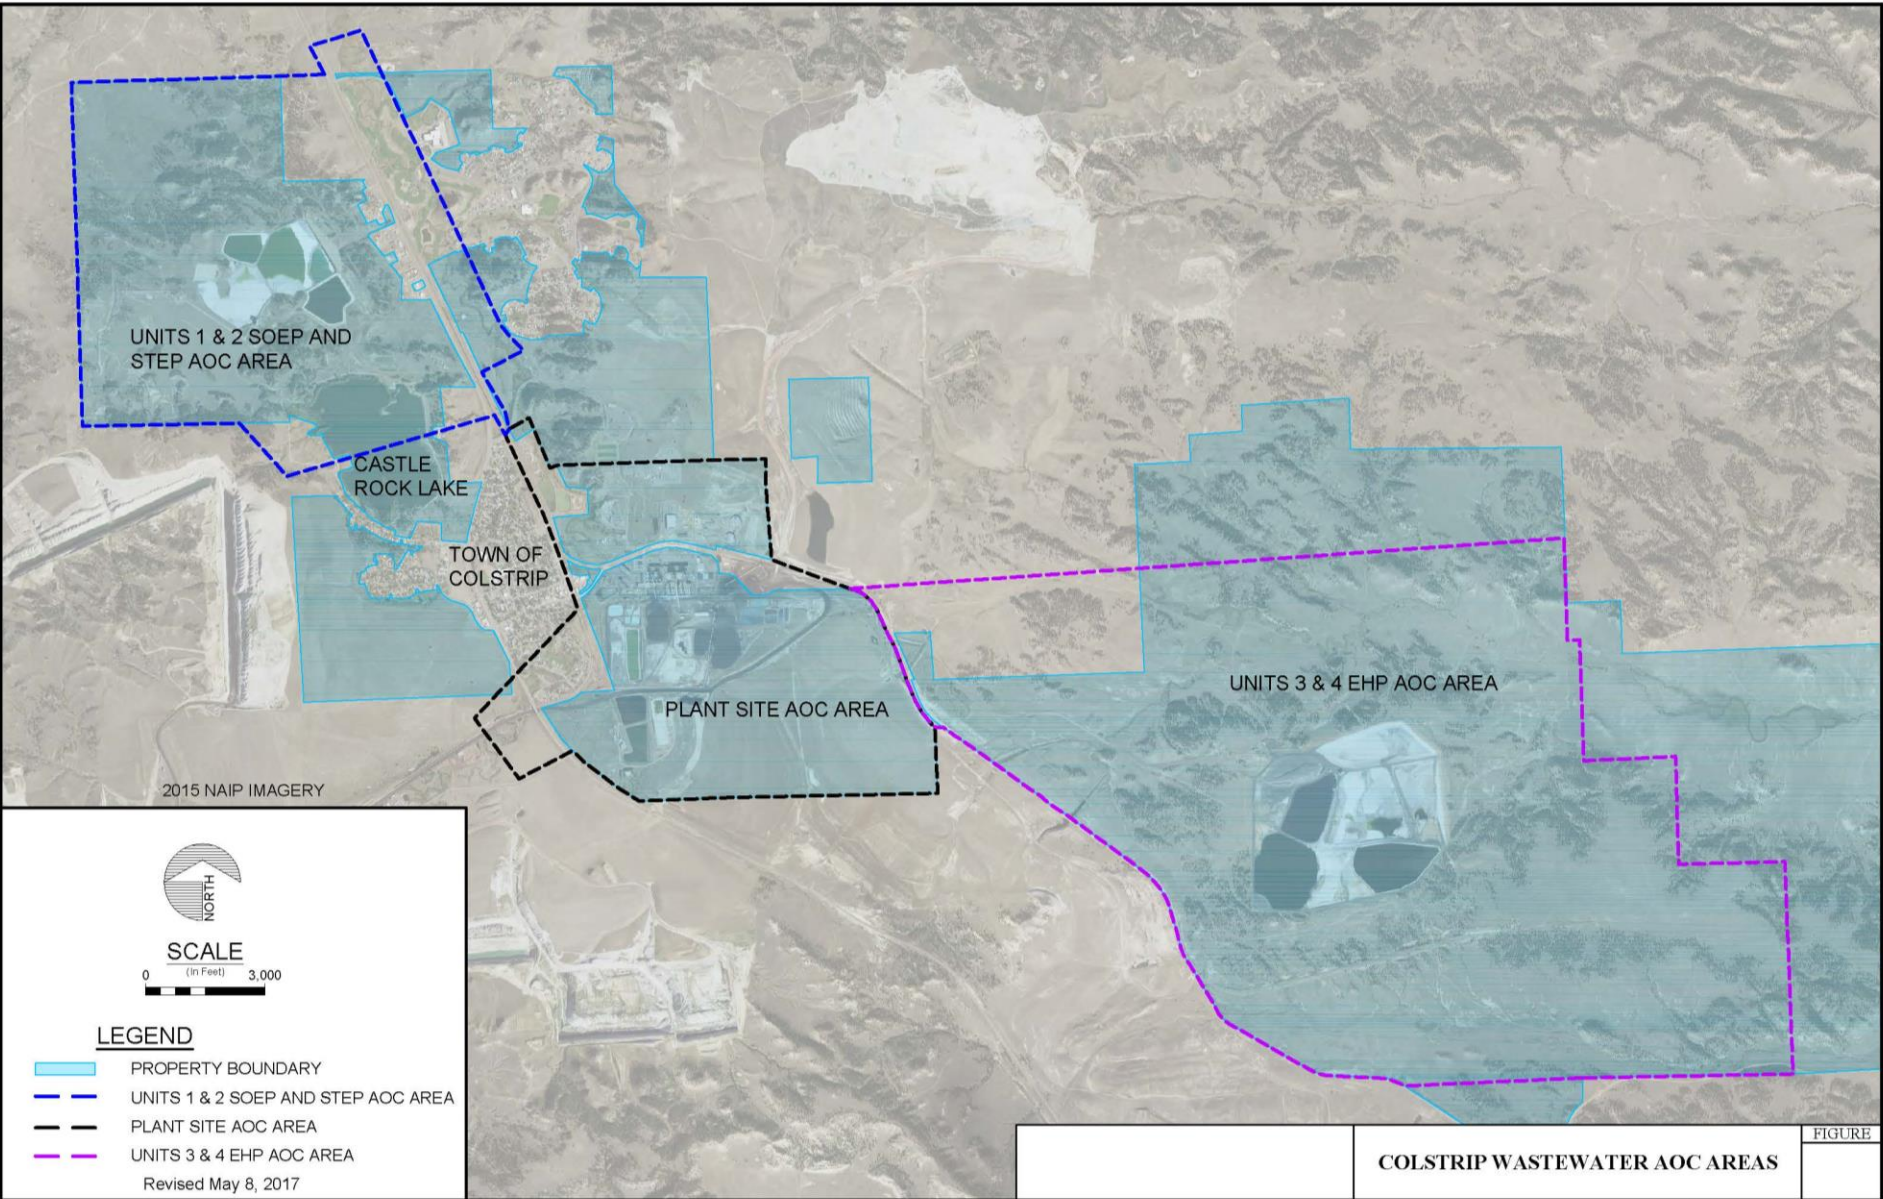 UNITS 1 & 2 SOEP AND
STEP AOC AREA
CASTLE
ROCK LAKE
TOWN OF
COLSTRIP
PLANT SITE AOC AREA
UNITS 3 & 4 EHP AOC AREA
2015 NAIP IMAGERY
NORTH
SCALE
(In Feet)
0 3,000
LEGEND
PROPERTY BOUNDARY
UNITS 1 & 2 SOEP AND STEP AOC AREA
PLANT SITE AOC AREA
UNITS 3 & 4 EHP AOC AREA
Revised May 8, 2017
COLSTRIP WASTEWATER AOC AREAS
FIGURE